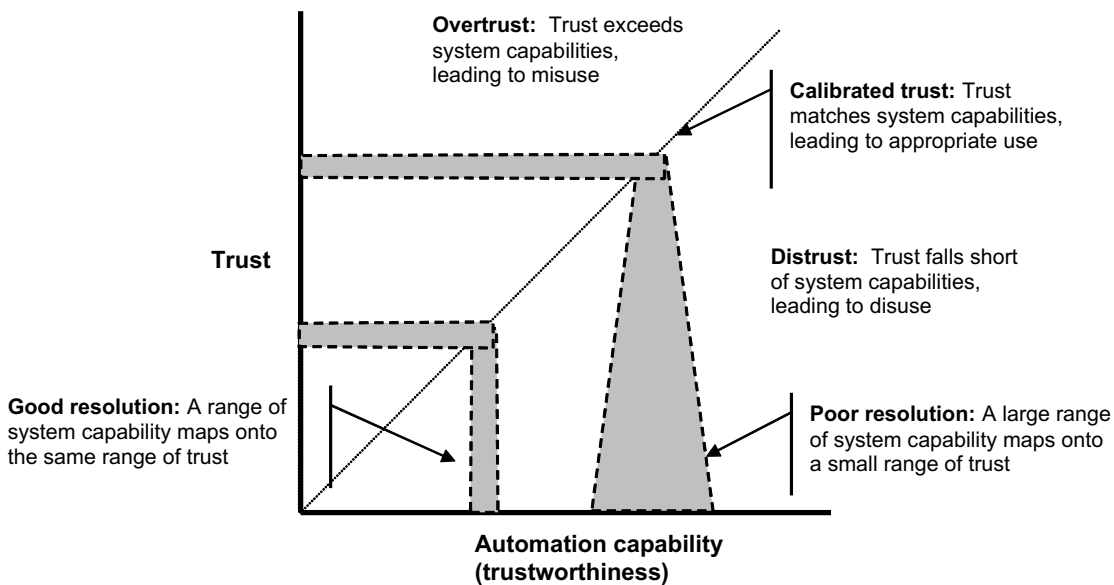 Overtrust: Trust exceeds
system capabilities,
leading to misuse
Calibrated trust: Trust
matches system capabilities,
leading to appropriate use
Trust
Distrust: Trust falls short
of system capabilities,
leading to disuse
Good resolution: A range of
system capability maps onto
the same range of trust
Poor resolution: A large range
of system capability maps onto
a small range of trust
Automation capability
(trustworthiness)